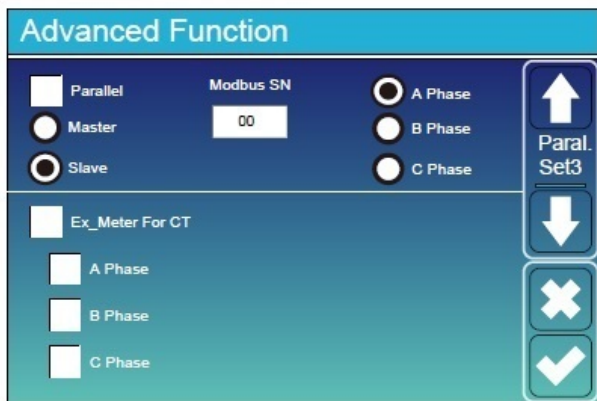 Advanced Function
Parallel
Master
Slave
Modbus SN
00
A Phase
B Phase
C Phase
Paral.
Set3
Ex_Meter For CT
A Phase
B Phase
C Phase